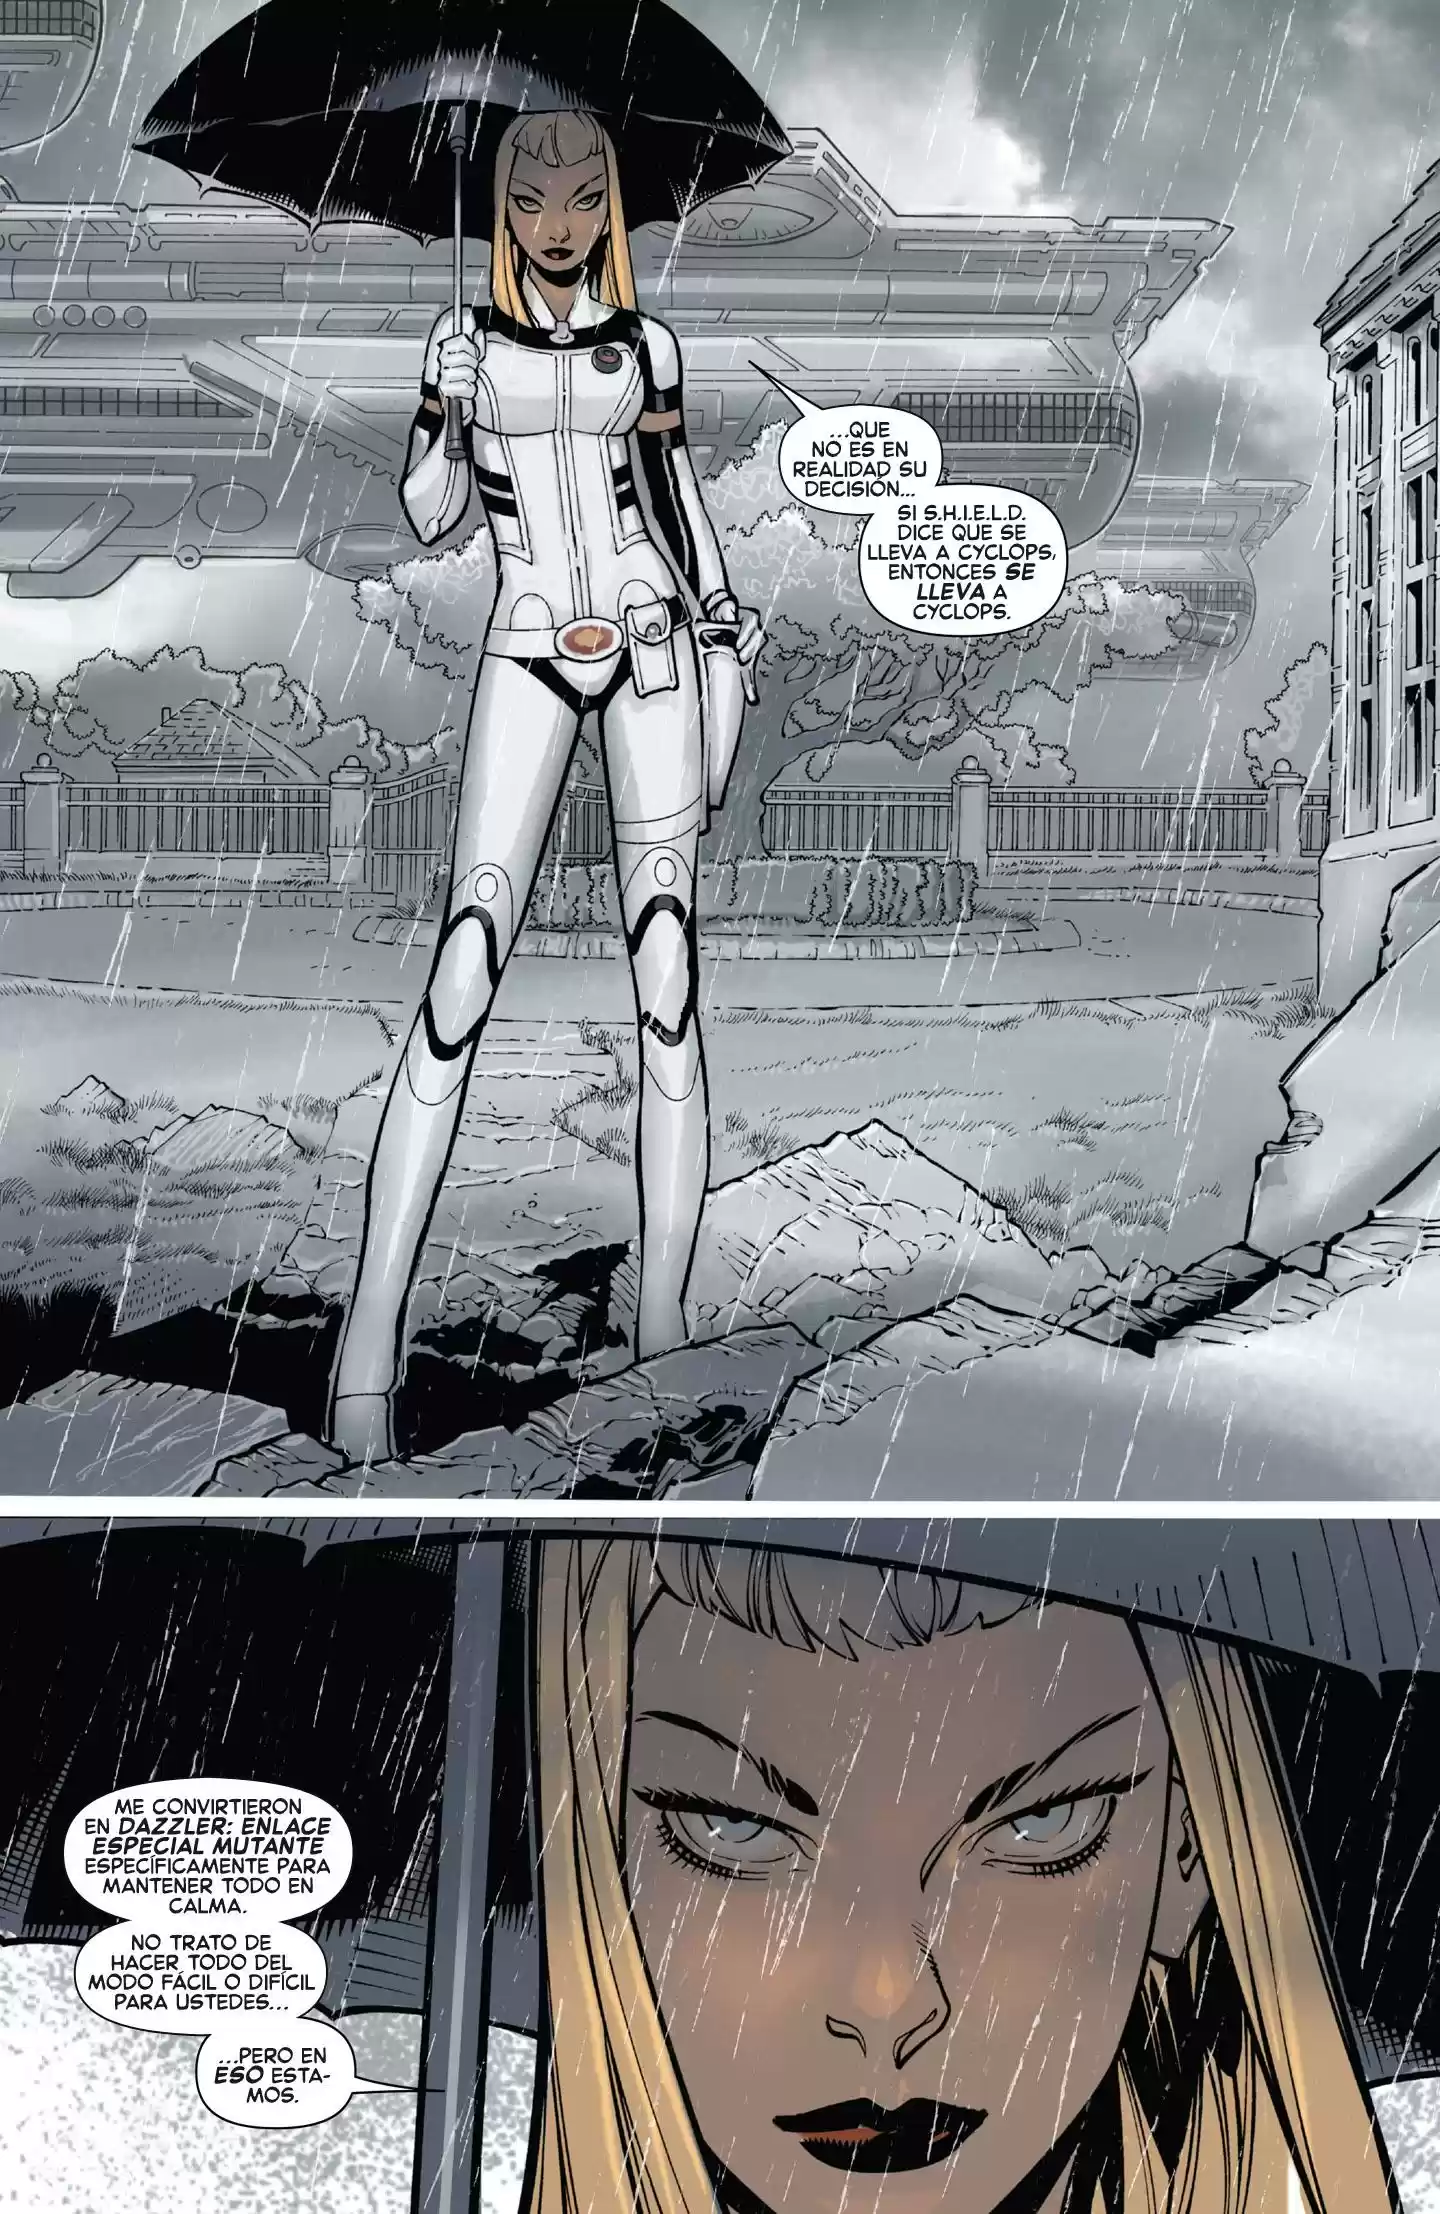 ...QUE
NO ES EN
REALIDAD SU
DECISIÓN...
SI S.H.I.E.L.D.
DICE QUE SE
LLEVA A CYCLOPS,
ENTONCES SE
LLEVA A
CYCLOPS.
ME CONVIRTIERON
EN DAZZLER: ENLACE
ESPECIAL MUTANTE
ESPECÍFICAMENTE PARA
MANTENER TODO EN
CALMA.
NO TRATO DE
HACER TODO DEL
MODO FÁCIL O DIFÍCIL
PARA USTEDES...
...PERO EN
ESO ESTA-
MOS.